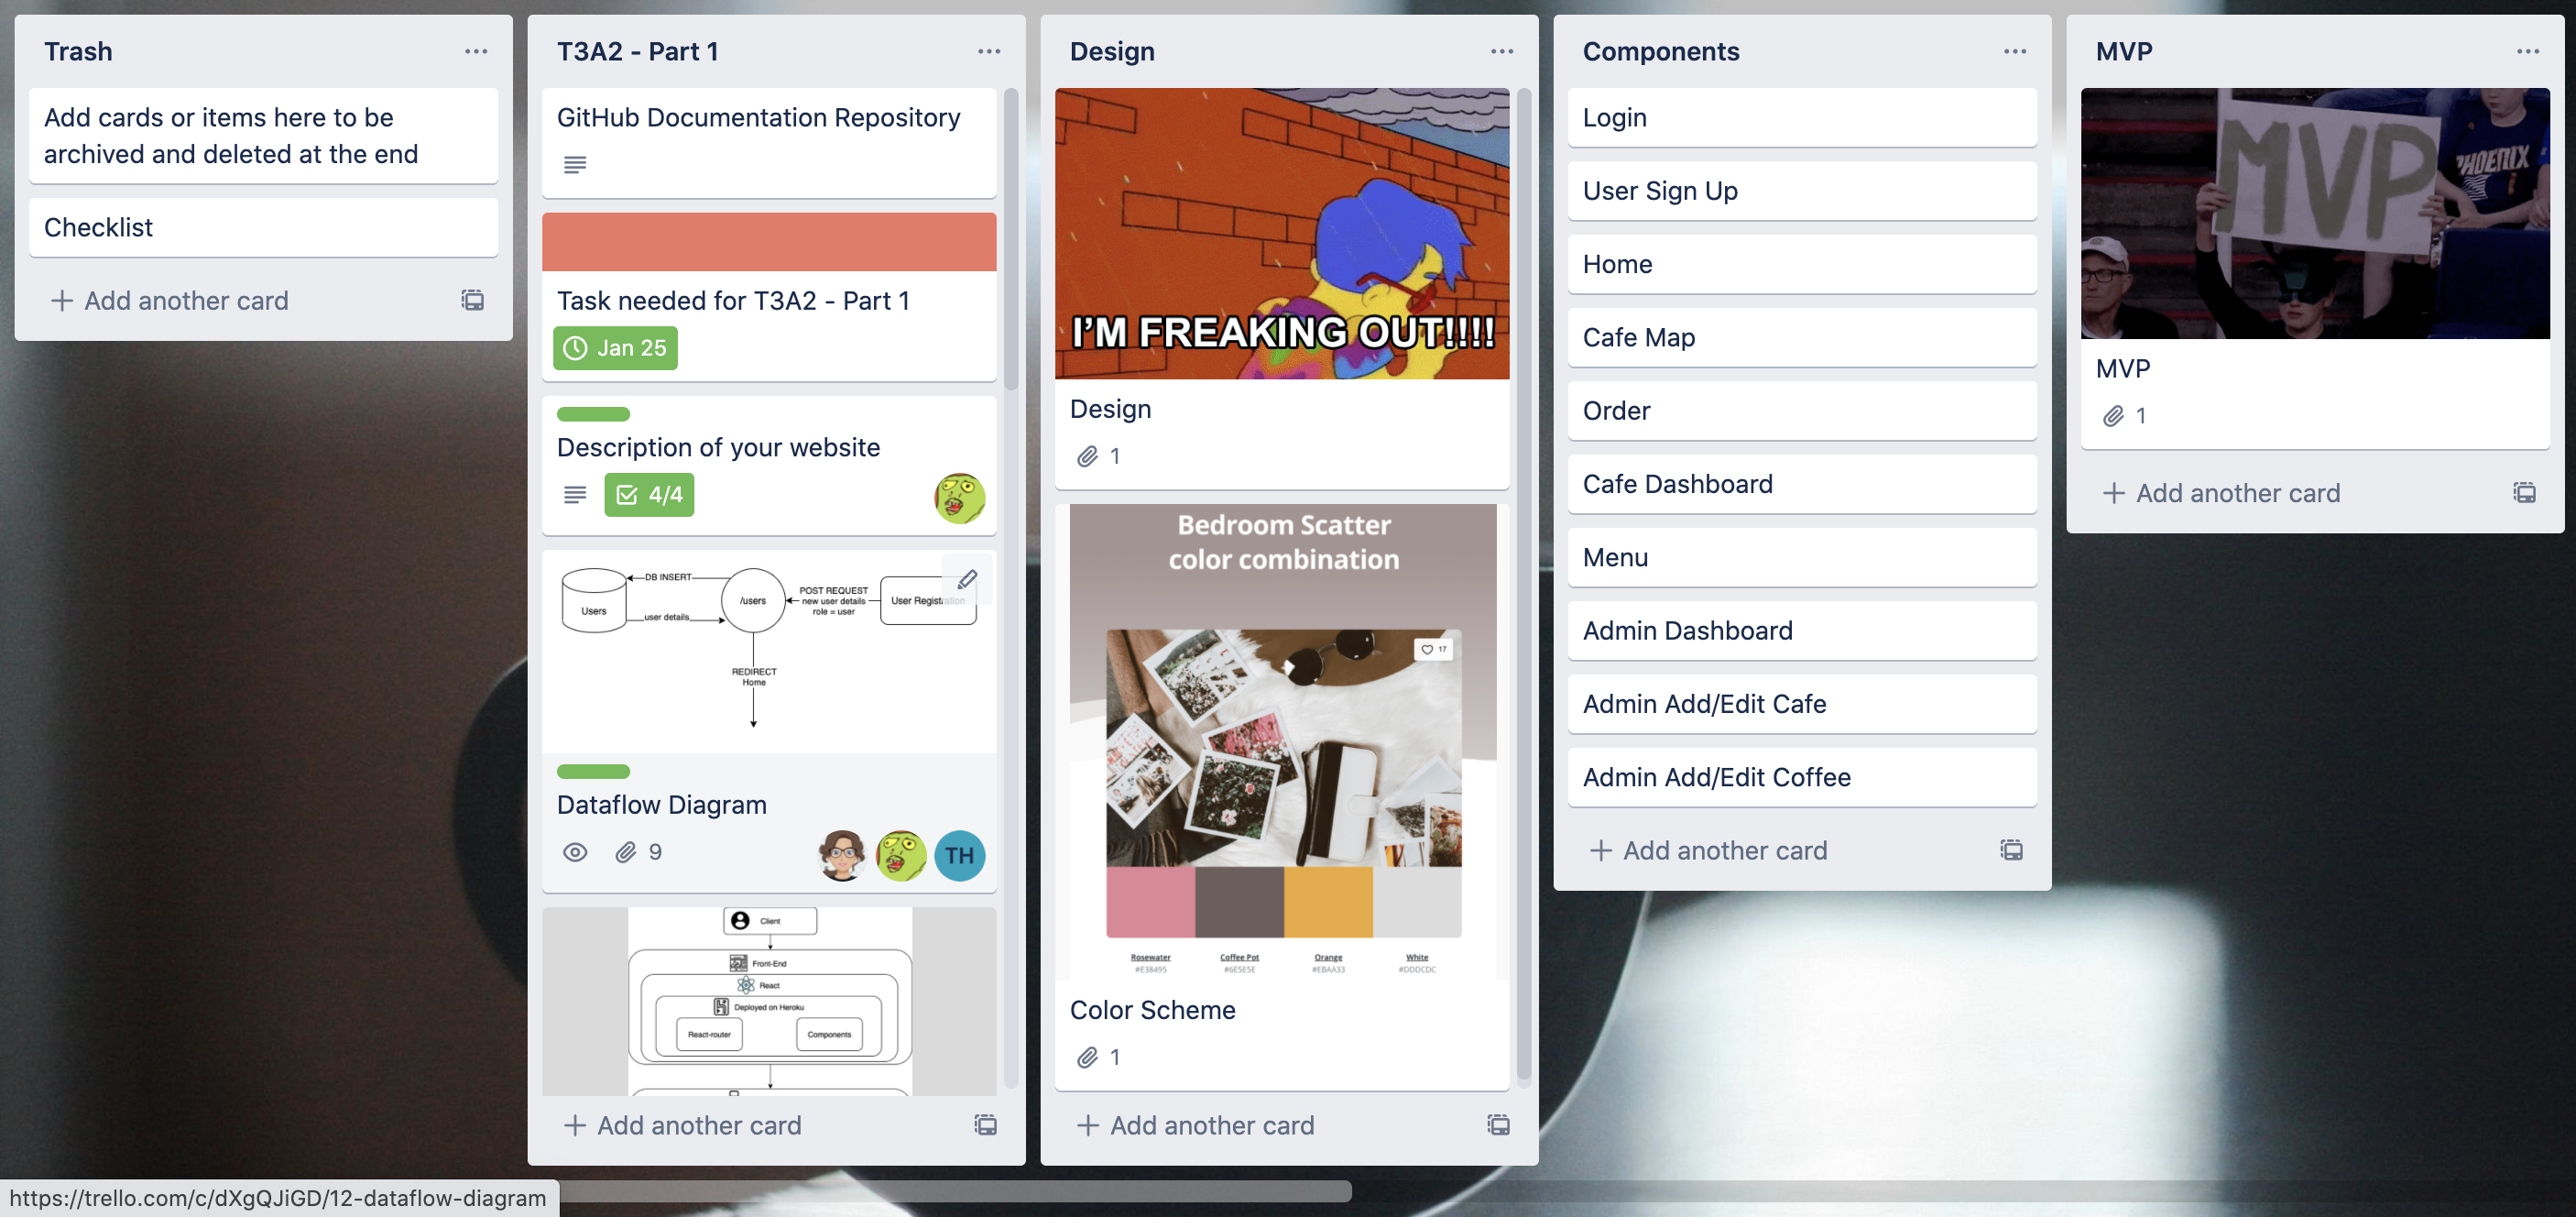 Trash
Add cards or items here to be
archived and deleted at the end
Checklist
Add another card
T3A2 - Part 1
GitHub Documentation Repository
Task needed for T3A2 - Part 1
Jan 25
Description of your website
4/4
DB INSERT
Users
user details
/users
POST REQUEST
new user details
role = user
User Registration
REDIRECT
Home
Dataflow Diagram
9
TH
Client
Front-End
React
Deployed on Heroku
React-router
Components
Add another card
Design
I'M FREAKING OUT!!!!
Design
1
Bedroom Scatter
color combination
17
Rosewater
#E38495
Coffee Pot
#6E5E5E
Orange
#EBAA33
White
#DDDCDC
Color Scheme
1
Add another card
Components
Login
User Sign Up
Home
Cafe Map
Order
Cafe Dashboard
Menu
Admin Dashboard
Admin Add/Edit Cafe
Admin Add/Edit Coffee
Add another card
MVP
MVP
PHOENIX
MVP
1
Add another card
https://trello.com/c/dXgQJiGD/12-dataflow-diagram